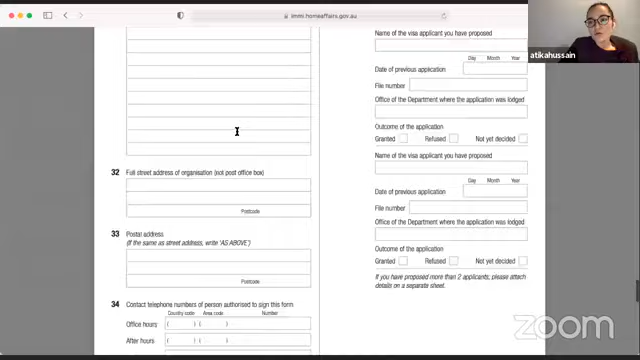 immi.homeaffairs.gov.au
atikahussain
32 Full street address of organisation (not post office box)
Postcode
33 Postal address
(If the same as street address, write 'AS ABOVE')
Postcode
34 Contact telephone numbers of person authorised to sign this form
Country code Area code Number
Office hours ( ) ( )
After hours ( ) ( )
Name of the visa applicant you have proposed
Day Month Year
Date of previous application
File number
Office of the Department where the application was lodged
Outcome of the application
Granted Refused Not yet decided
Name of the visa applicant you have proposed
Day Month Year
Date of previous application
File number
Office of the Department where the application was lodged
Outcome of the application
Granted Refused Not yet decided
If you have proposed more than 2 applicants, please attach
details on a separate sheet.
LIVE
zoom